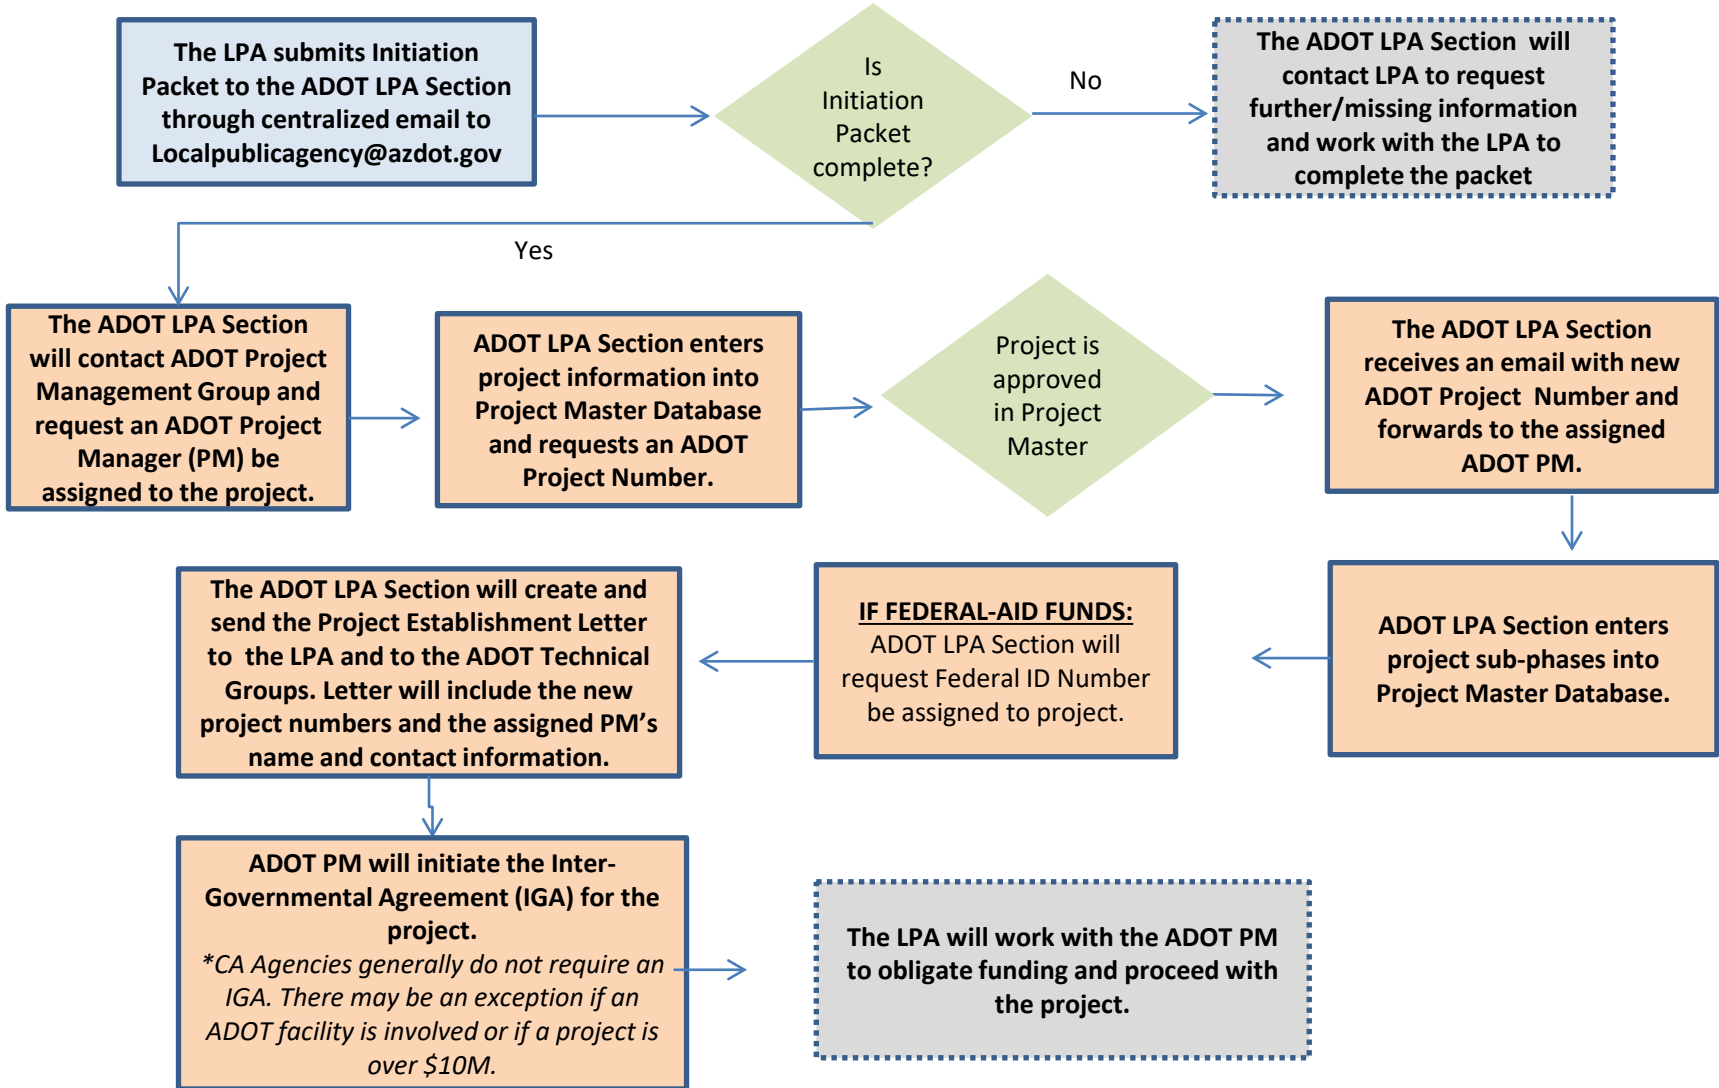 The LPA submits Initiation
Packet to the ADOT LPA Section
through centralized email to
Localpublicagency@azdot.gov
Is
Initiation
Packet
complete?
No
The ADOT LPA Section will
contact LPA to request
further/missing information
and work with the LPA to
complete the packet
Yes
The ADOT LPA Section
will contact ADOT Project
Management Group and
request an ADOT Project
Manager (PM) be
assigned to the project.
ADOT LPA Section enters
project information into
Project Master Database
and requests an ADOT
Project Number.
Project is
approved
in Project
Master
The ADOT LPA Section
receives an email with new
ADOT Project Number and
forwards to the assigned
ADOT PM.
ADOT LPA Section enters
project sub-phases into
Project Master Database.
IF FEDERAL-AID FUNDS:
ADOT LPA Section will
request Federal ID Number
be assigned to project.
The ADOT LPA Section will create and
send the Project Establishment Letter
to the LPA and to the ADOT Technical
Groups. Letter will include the new
project numbers and the assigned PM’s
name and contact information.
ADOT PM will initiate the Inter-
Governmental Agreement (IGA) for the
project.
*CA Agencies generally do not require an
IGA. There may be an exception if an
ADOT facility is involved or if a project is
over $10M.
The LPA will work with the ADOT PM
to obligate funding and proceed with
the project.